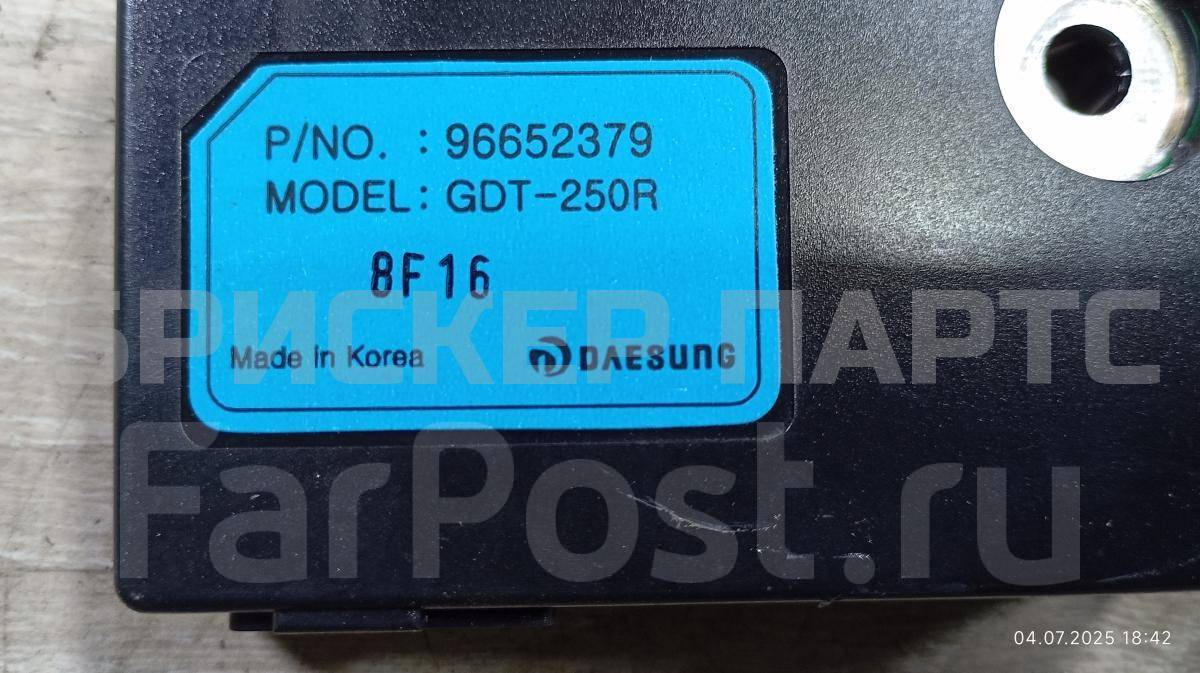 P/NO. : 96652379
MODEL: GDT-250R
8F16
Made in Korea DAESUNG
БРИСКЕР ПАРТС
FarPost.ru
04.07.2025 18:42